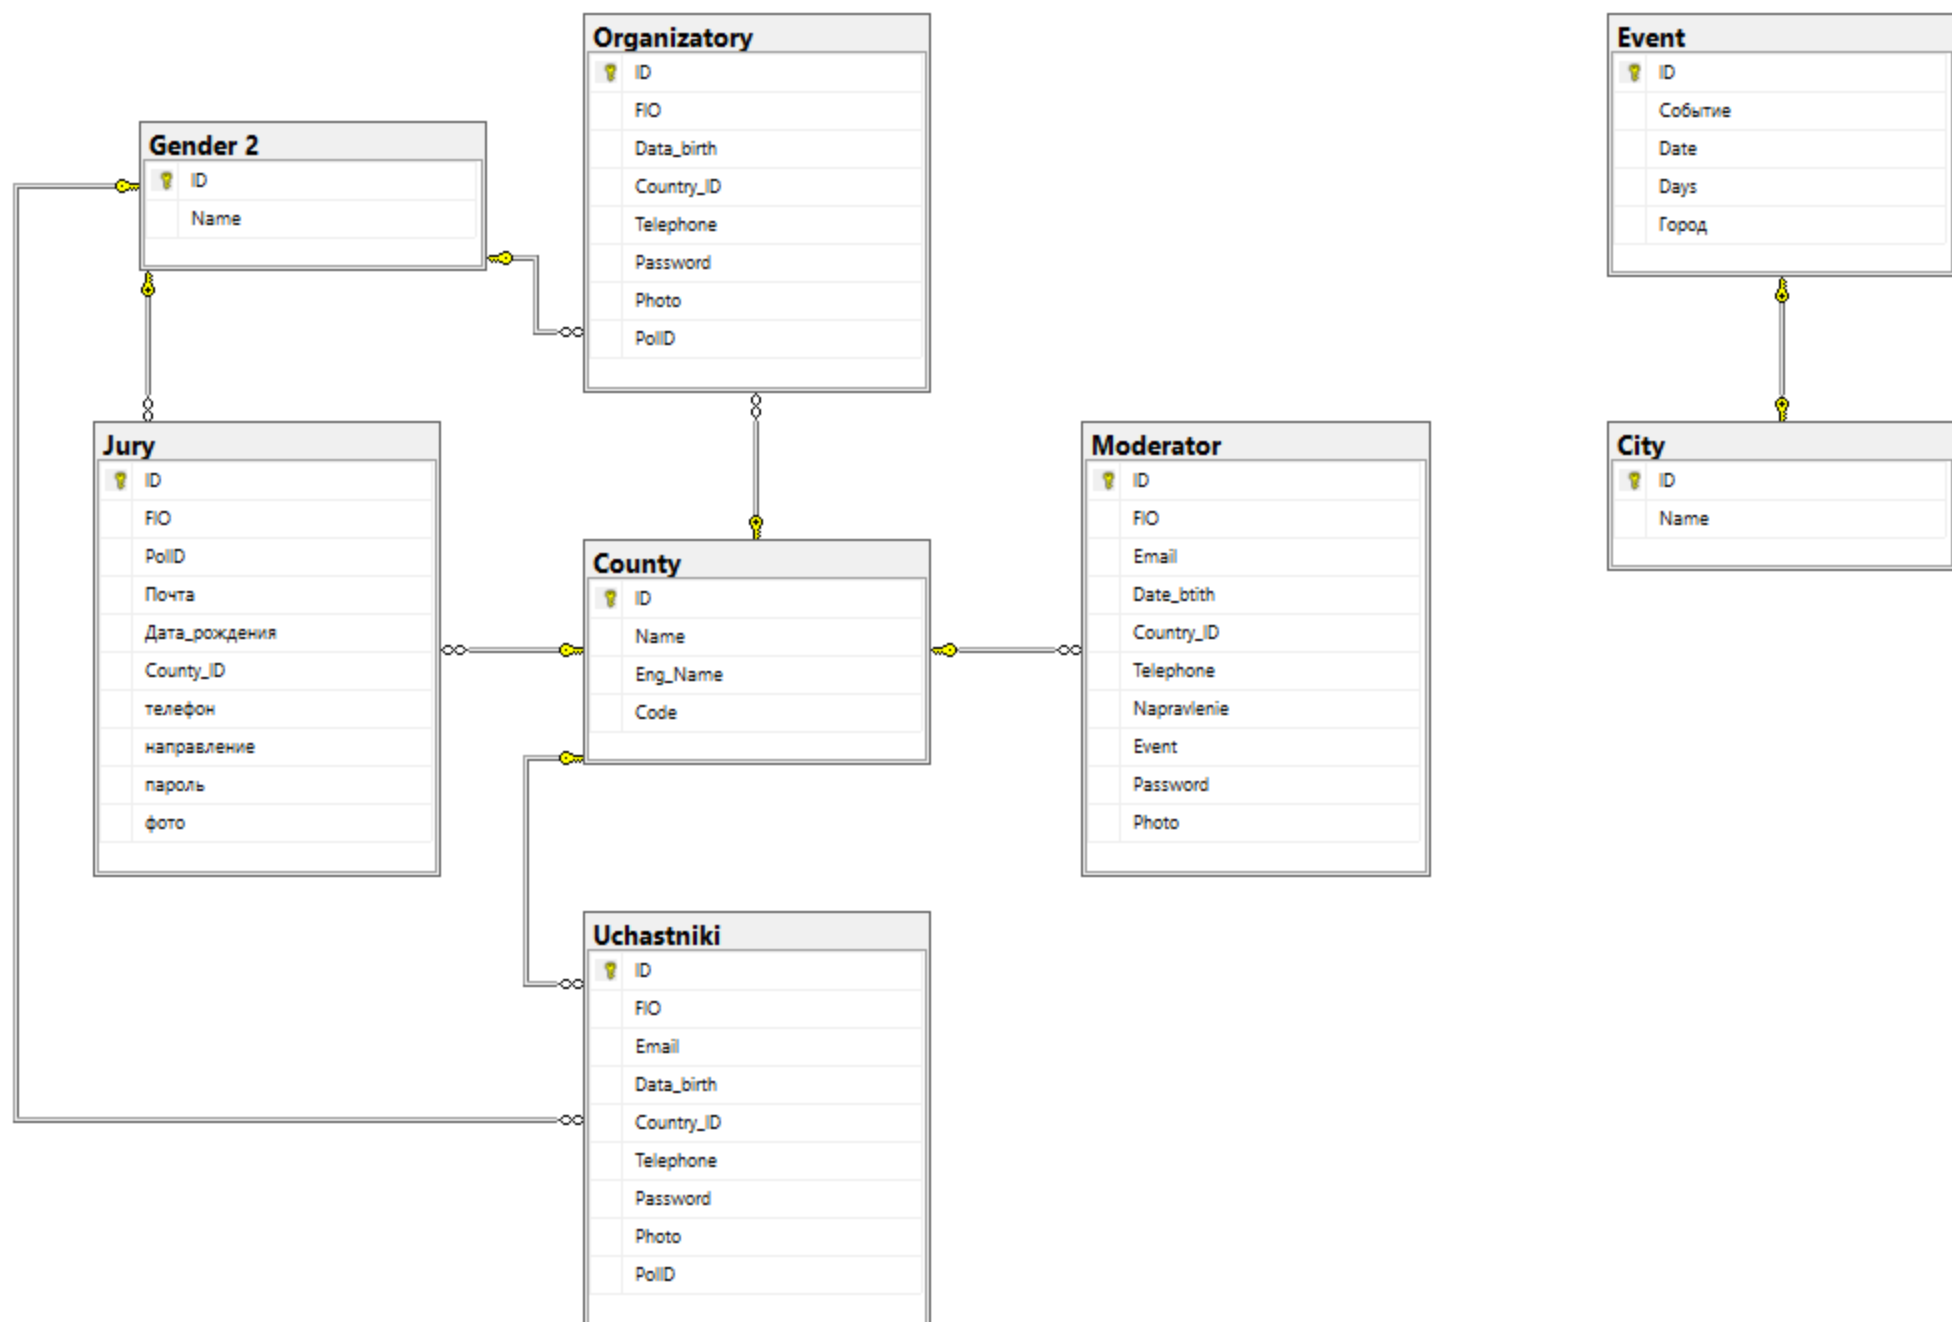 Organizatory
ID
FIO
Data_birth
Country_ID
Telephone
Password
Photo
PolID
Event
ID
Событие
Date
Days
Город
Gender 2
ID
Name
Jury
ID
FIO
PolID
Почта
Дата_рождения
County_ID
телефон
направление
пароль
фото
County
ID
Name
Eng_Name
Code
Moderator
ID
FIO
Email
Date_btith
Country_ID
Telephone
Napravlenie
Event
Password
Photo
City
ID
Name
Uchastniki
ID
FIO
Email
Data_birth
Country_ID
Telephone
Password
Photo
PolID